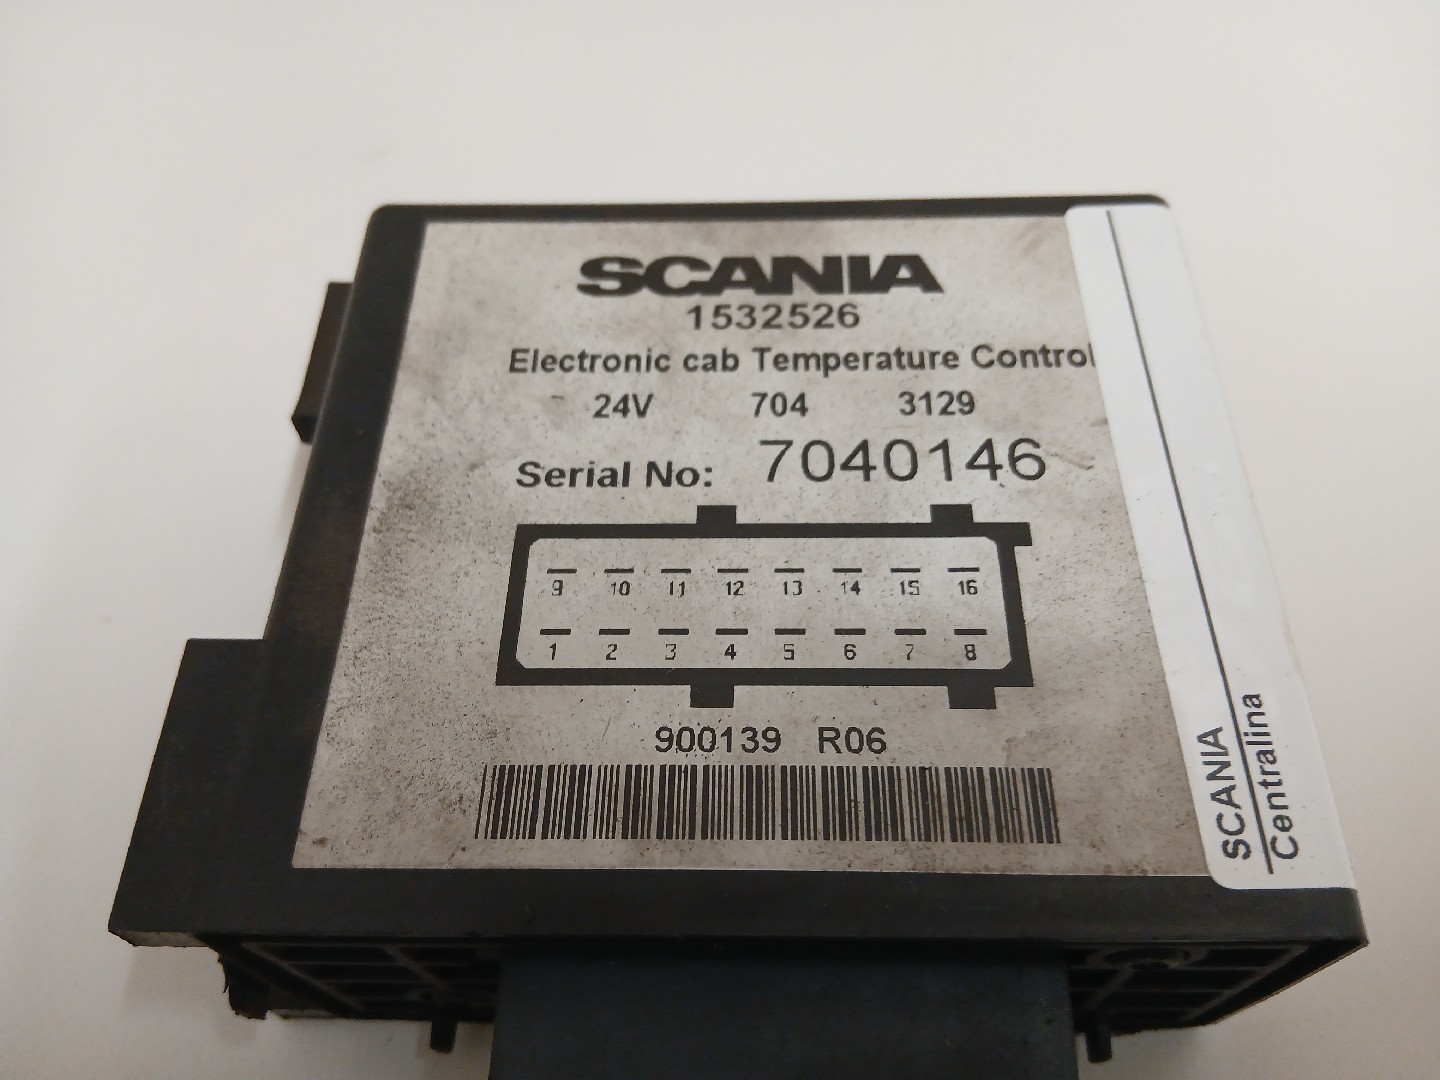 SCANIA
1532526
Electronic cab Temperature Control
24V 704 3129
Serial No: 7040146
9 10 11 12 13 14 15 16
1 2 3 4 5 6 7 8
900139 R06
SCANIA
Centralina